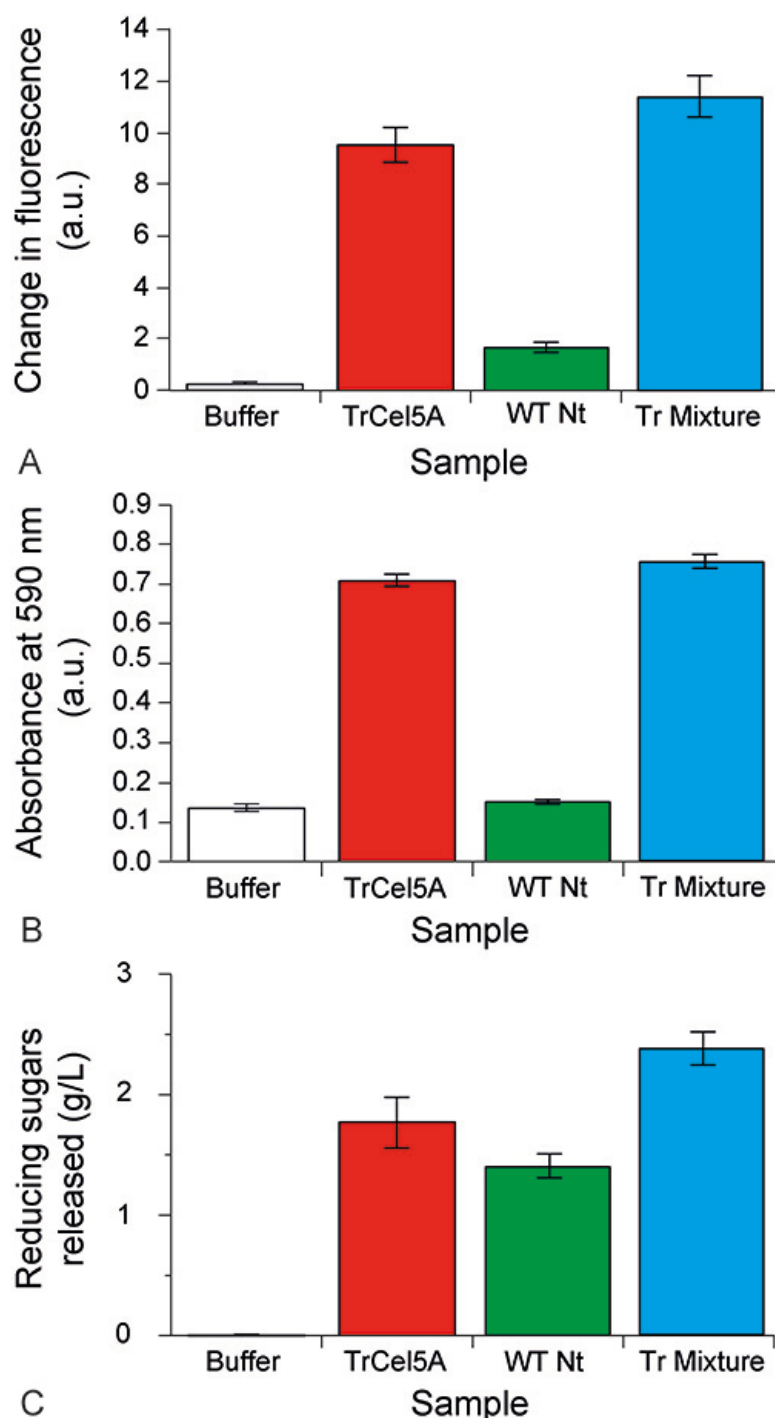 Change in fluorescence
(a.u.)
14
12
10
8
6
4
2
0
Buffer TrCel5A WT Nt Tr Mixture
A Sample
Absorbance at 590 nm
(a.u.)
0.9
0.8
0.7
0.6
0.5
0.4
0.3
0.2
0.1
0.0
Buffer TrCel5A WT Nt Tr Mixture
B Sample
Reducing sugars
released (g/L)
3
2
1
0
Buffer TrCel5A WT Nt Tr Mixture
C Sample